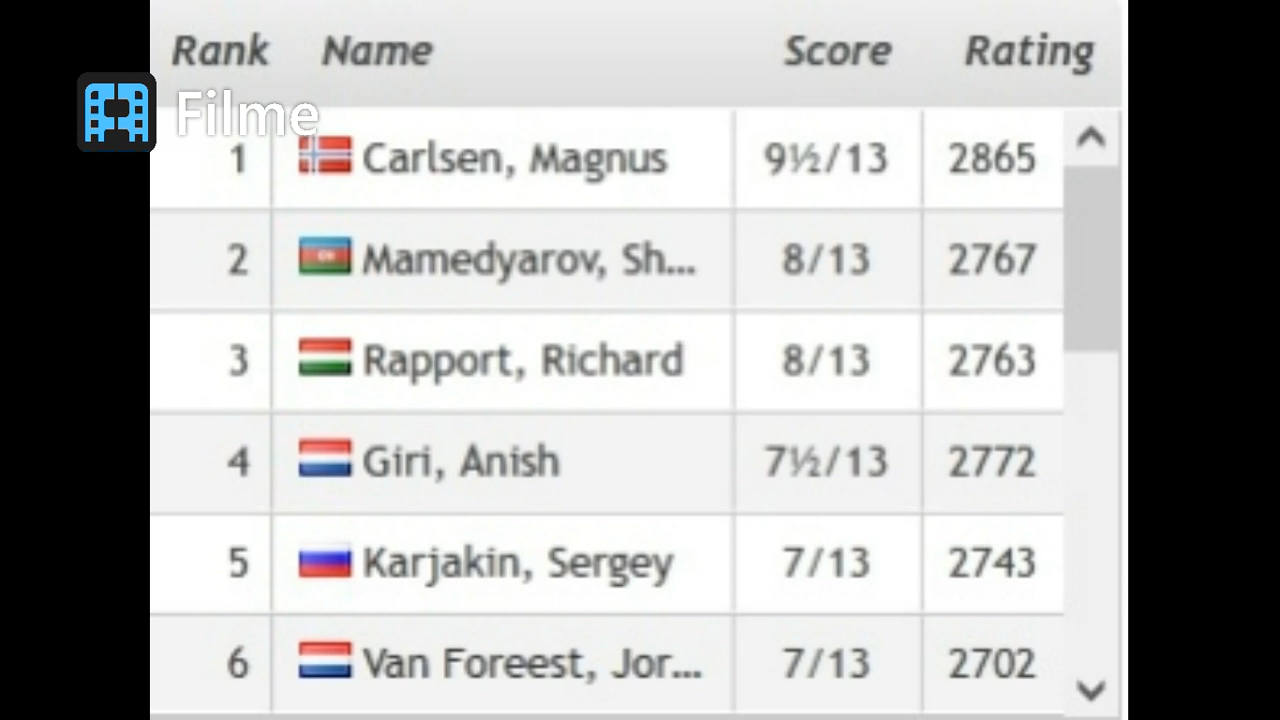 Rank Name Score Rating
Filme
1 Carlsen, Magnus 9½/13 2865
2 Mamedyarov, Sh... 8/13 2767
3 Rapport, Richard 8/13 2763
4 Giri, Anish 7½/13 2772
5 Karjakin, Sergey 7/13 2743
6 Van Foreest, Jor... 7/13 2702